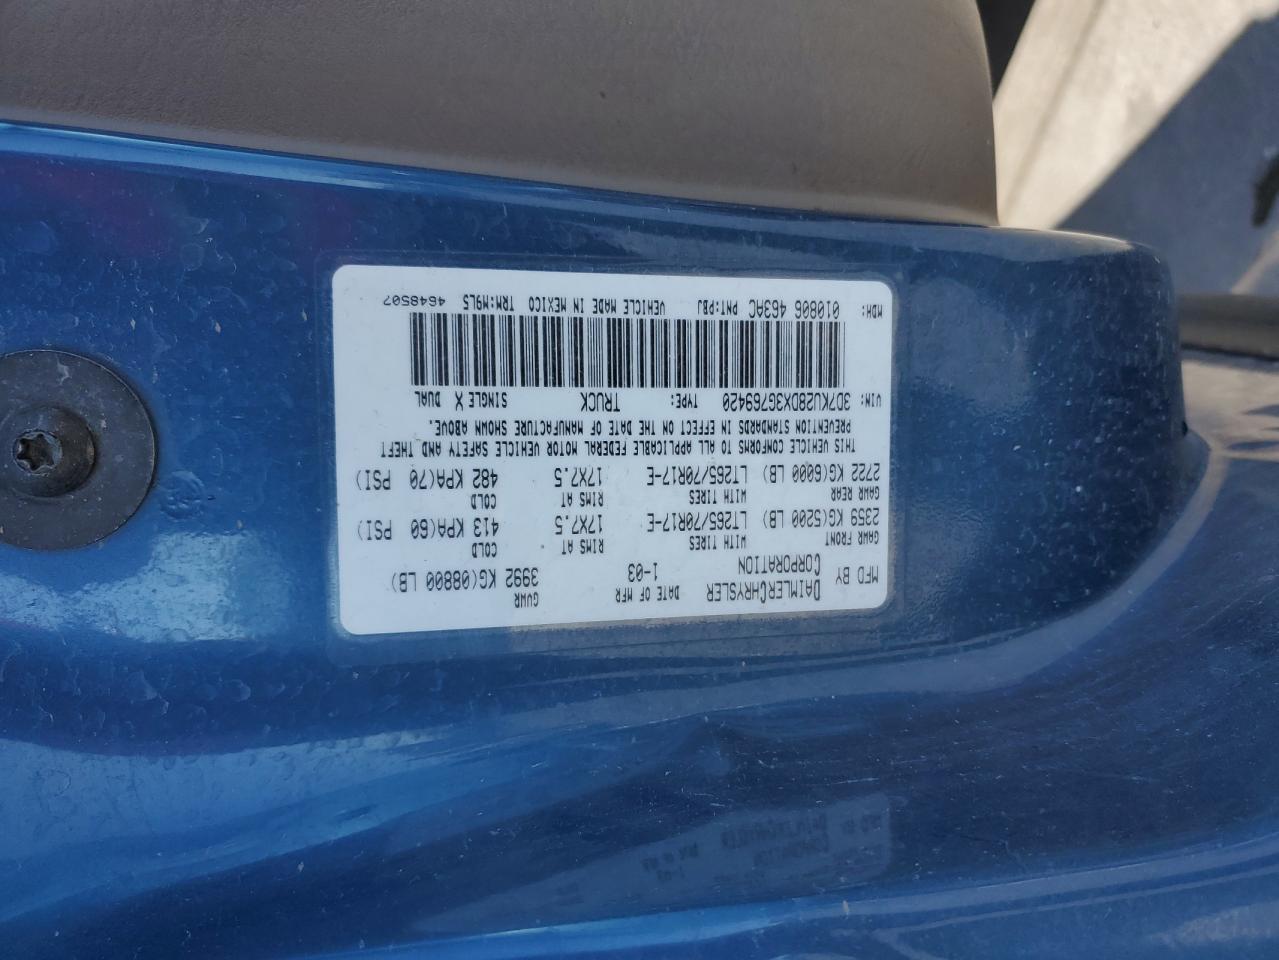 MFD BY DAIMLERCHRYSLER CORPORATION DATE OF MFR 1-03 GVWR 3992 KG(08800 LB)
GAWR FRONT WITH TIRES RIMS AT COLD
2359 KG(5200 LB) LT265/70R17-E 17X7.5 413 KPA(60 PSI)
GAWR REAR WITH TIRES RIMS AT COLD
2722 KG(6000 LB) LT265/70R17-E 17X7.5 482 KPA(70 PSI)
THIS VEHICLE CONFORMS TO ALL APPLICABLE FEDERAL MOTOR VEHICLE SAFETY AND THEFT
PREVENTION STANDARDS IN EFFECT ON THE DATE OF MANUFACTURE SHOWN ABOVE.
VIN: 3D7KU28DX3G769420 TYPE: TRUCK SINGLE X DUAL
MDH: 010806 463AC PNT:PBJ VEHICLE MADE IN MEXICO TRM:M9L5 4648507